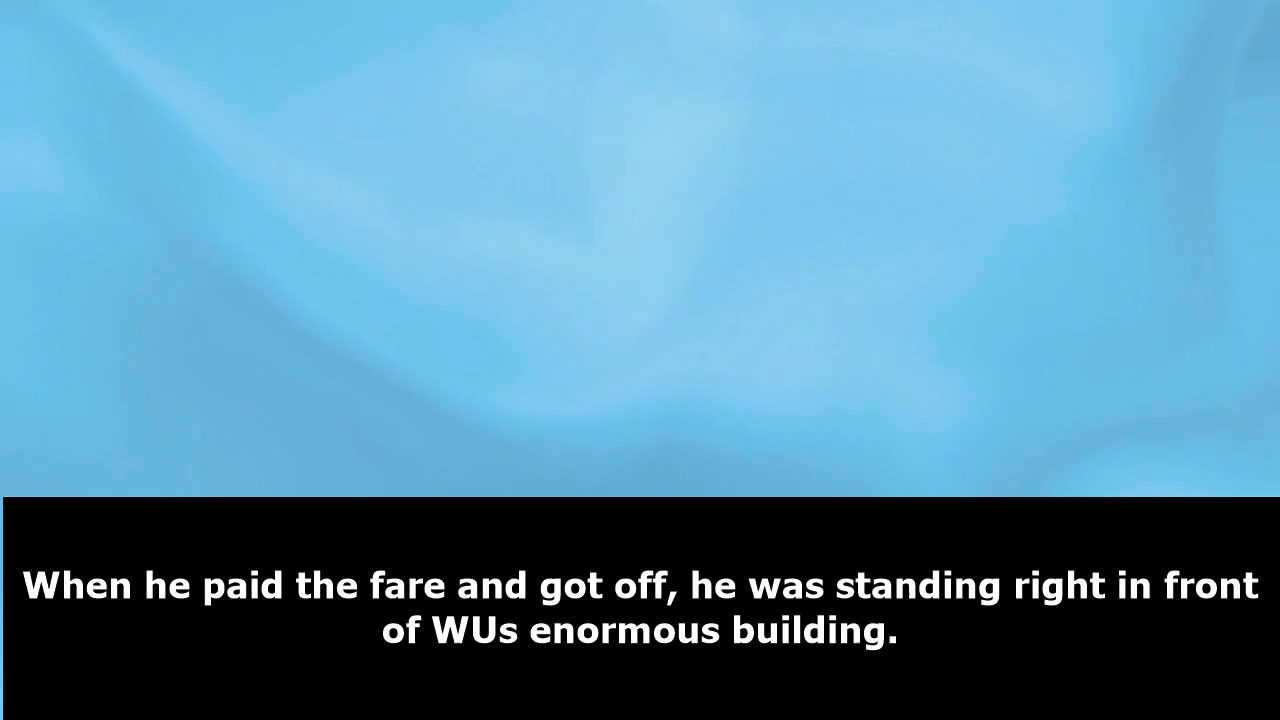 When he paid the fare and got off, he was standing right in front
of WUs enormous building.